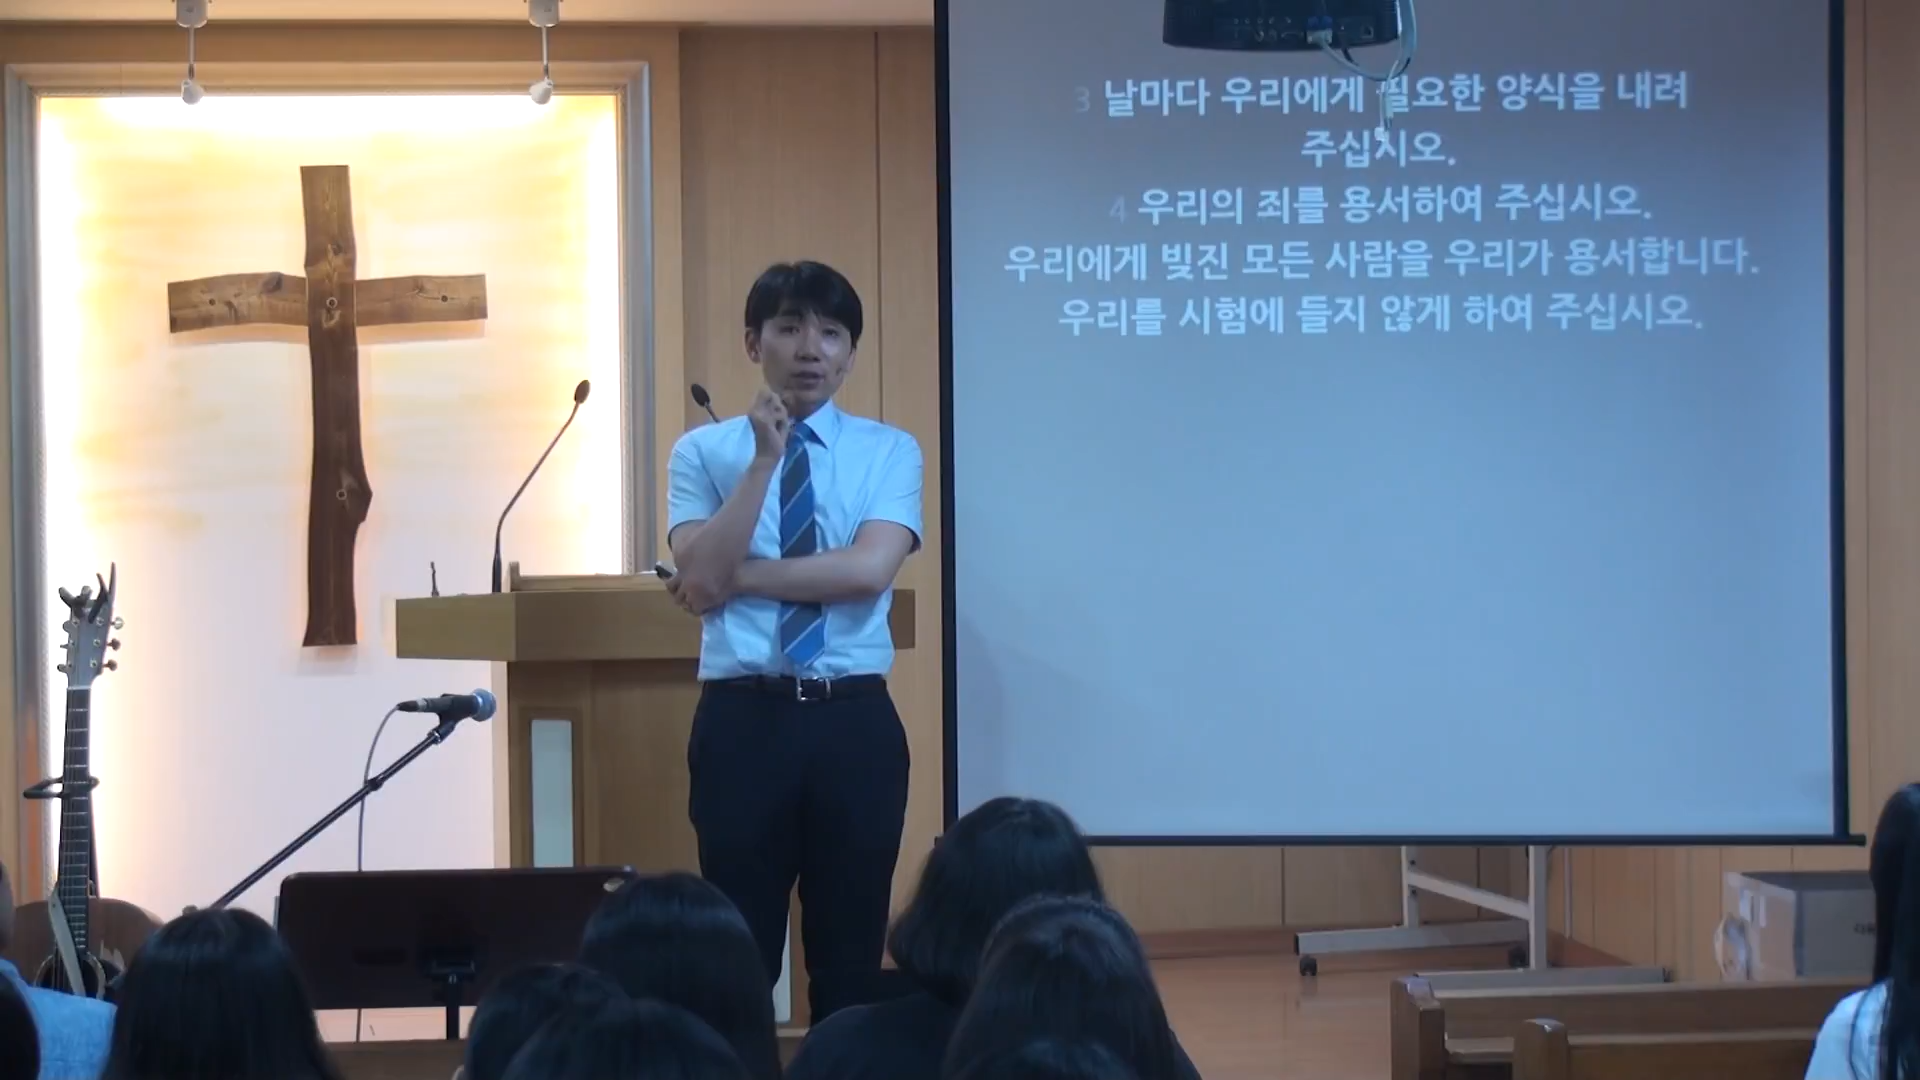 3 날마다 우리에게 필요한 양식을 내려
주십시오.
4 우리의 죄를 용서하여 주십시오.
우리에게 빚진 모든 사람을 우리가 용서합니다.
우리를 시험에 들지 않게 하여 주십시오.